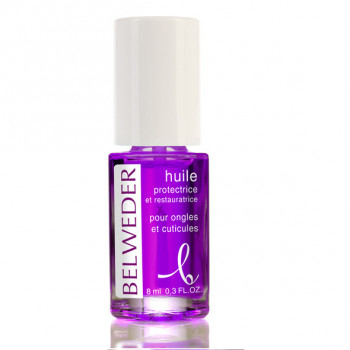 BELWEDER
huile
protectrice
et restauratrice
pour ongles
et cuticules
b
8 ml 0,3 FL.OZ.